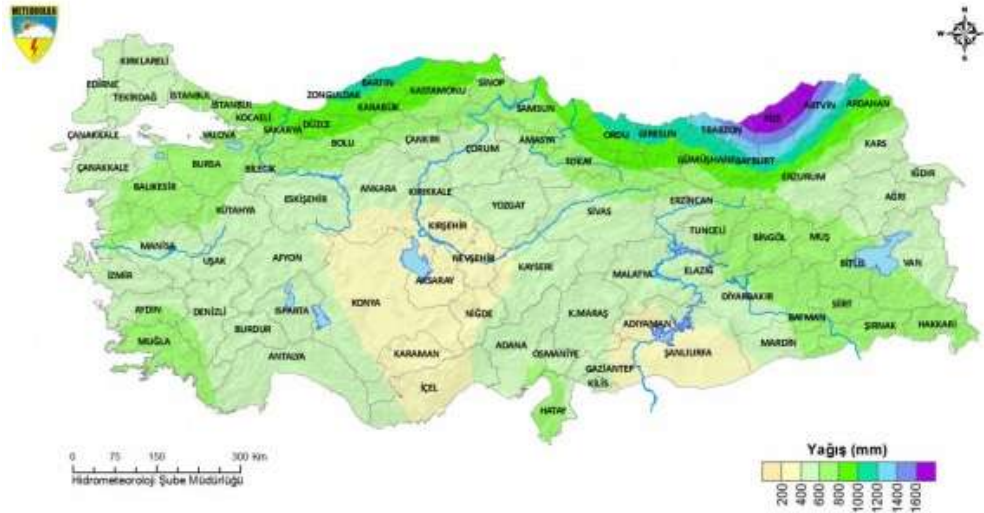 METEOROLOJİ
N
W E
S
KIRKLARELİ
EDİRNE
TEKİRDAĞ
İSTANBUL
İSTANBUL
KOCAELİ
YALOVA
SAKARYA
DÜZCE
ZONGULDAK
BARTIN
KARABÜK
KASTAMONU
SİNOP
SAMSUN
ORDU
GİRESUN
TRABZON
RİZE
ARTVİN
ARDAHAN
ÇANAKKALE
ÇANAKKALE
BURSA
BİLECİK
BOLU
ÇANKIRI
ÇORUM
AMASYA
TOKAT
GÜMÜŞHANE
BAYBURT
ERZURUM
KARS
IĞDIR
AĞRI
BALIKESİR
KÜTAHYA
ESKİŞEHİR
ANKARA
KIRIKKALE
YOZGAT
SİVAS
ERZİNCAN
TUNCELİ
BİNGÖL
MUŞ
KIRŞEHİR
MANİSA
UŞAK
AFYON
AKSARAY
NEVŞEHİR
KAYSERİ
MALATYA
ELAZIĞ
BİTLİS
VAN
İZMİR
AYDIN
DENİZLİ
ISPARTA
KONYA
NİĞDE
K.MARAŞ
ADIYAMAN
DİYARBAKIR
BATMAN
SİİRT
ŞIRNAK
HAKKARİ
MUĞLA
BURDUR
ANTALYA
KARAMAN
İÇEL
ADANA
OSMANİYE
GAZİANTEP
KİLİS
ŞANLIURFA
MARDİN
HATAY
0 75 150 300 Km
Hidrometeoroloji Şube Müdürlüğü
Yağış (mm)
200 400 600 800 1000 1200 1400 1600